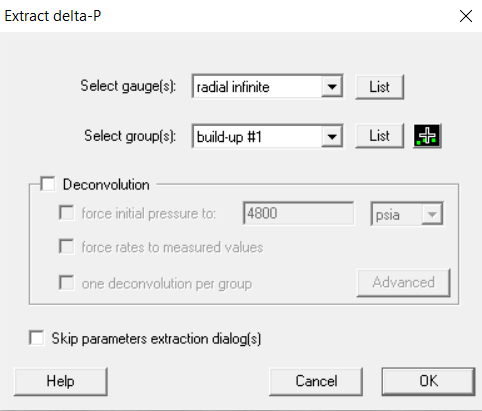 Extract delta-P
Select gauge(s): radial infinite List
Select group(s): build-up #1 List
Deconvolution
force initial pressure to: 4800 psia
force rates to measured values
one deconvolution per group Advanced
Skip parameters extraction dialog(s)
Help Cancel OK